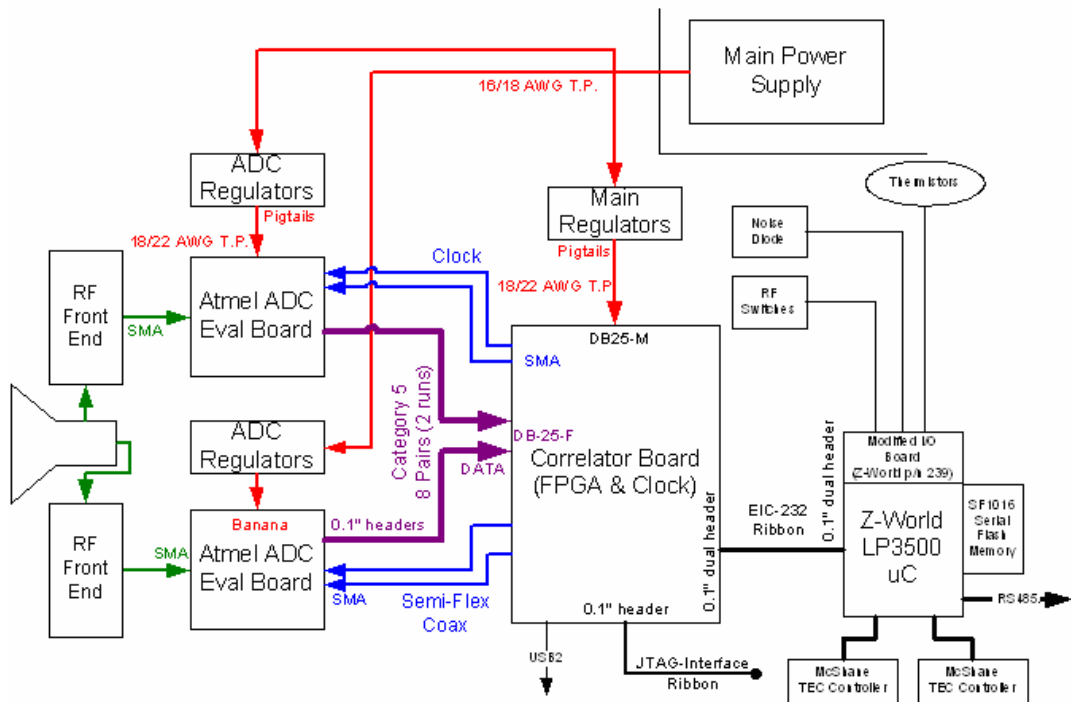 Main Power
Supply
16/18 AWG T.P.
ADC
Regulators
Pigtails
18/22 AWG T.P.
Main
Regulators
Pigtails
18/22 AWG T.P
Thermistors
Noise
Diode
RF
Switches
RF
Front
End
SMA
Atmel ADC
Eval Board
Clock
SMA
DB25-M
Category 5
8 Pairs (2 runs)
DB-25-F
DATA
Correlator Board
(FPGA & Clock)
ADC
Regulators
Banana
0.1" headers
RF
Front
End
SMA
Atmel ADC
Eval Board
SMA
Semi-Flex
Coax
0.1" dual header
0.1" header
EIC-232
Ribbon
0.1" dual header
Modified I/O
Board
(Z-World p/n 239)
Z-World
LP3500
uC
SF1016
Serial
Flash
Memory
RS485
USB2
JTAG-Interface
Ribbon
McShane
TEC Controller
McShane
TEC Controller